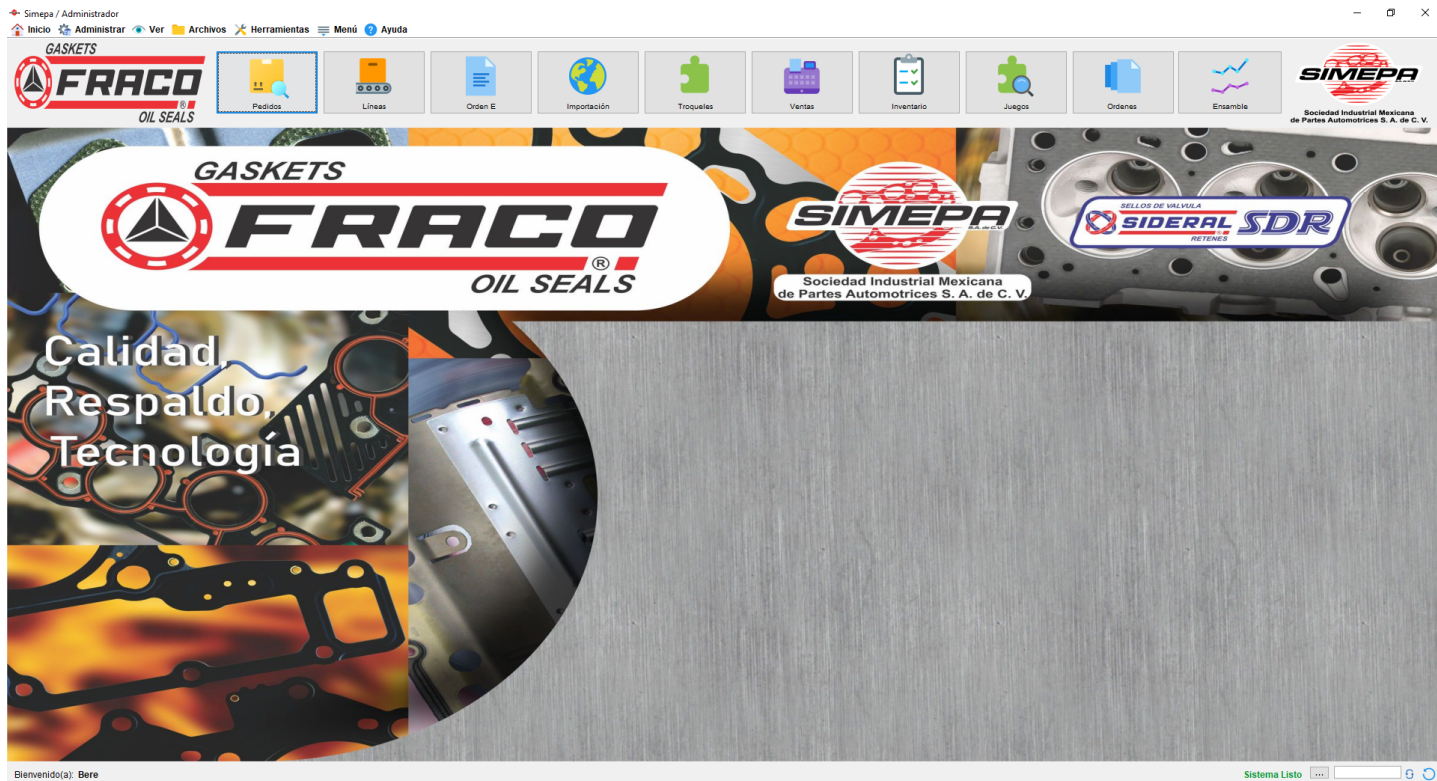 Simepa / Administrador
Inicio Administrar Ver Archivos Herramientas Menú Ayuda
GASKETS
FRACO
®
OIL SEALS
Pedidos
Líneas
Orden E
Importación
Troqueles
Ventas
Inventario
Juegos
Ordenes
Ensamble
SIMEPA
Sociedad Industrial Mexicana
de Partes Automotrices S. A. de C. V.
GASKETS
FRACO
®
OIL SEALS
SIMEPA
S.A. de C.V.
Sociedad Industrial Mexicana
de Partes Automotrices S. A. de C. V.
SELLOS DE VALVULA
SIDERAL SDR
RETENES
Calidad,
Respaldo,
Tecnología
Bienvenido(a): Bere
Sistema Listo ...